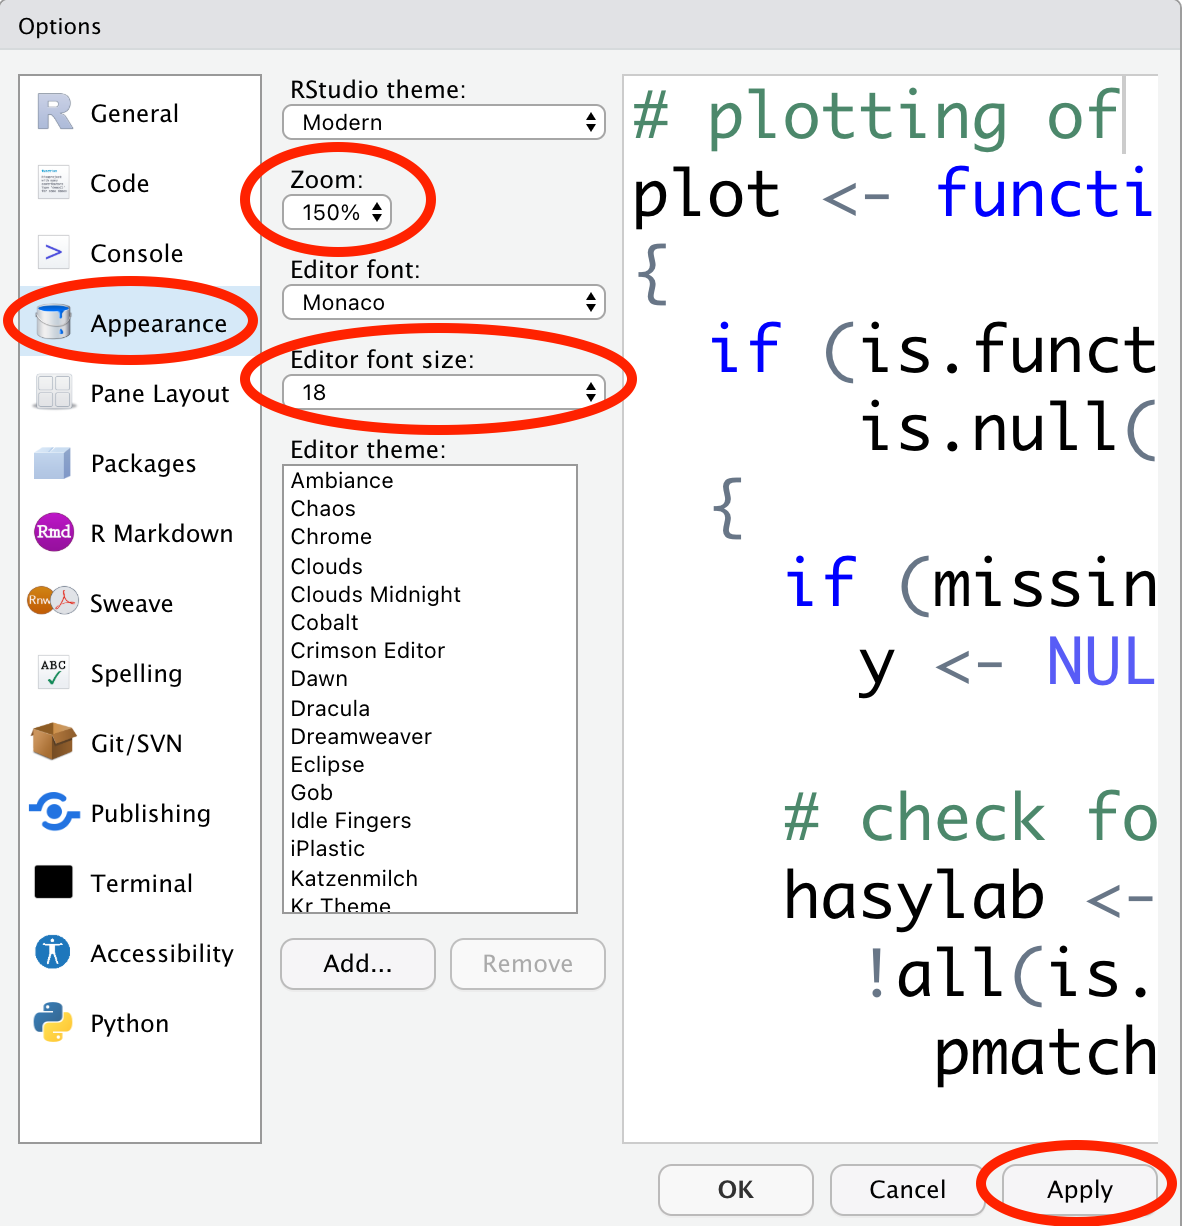 Options
General
Code
Console
Appearance
Pane Layout
Packages
Rmd R Markdown
Rnw Sweave
ABC Spelling
Git/SVN
Publishing
Terminal
Accessibility
Python
RStudio theme:
Modern
Zoom:
150%
Editor font:
Monaco
Editor font size:
18
Editor theme:
Ambiance
Chaos
Chrome
Clouds
Clouds Midnight
Cobalt
Crimson Editor
Dawn
Dracula
Dreamweaver
Eclipse
Gob
Idle Fingers
iPlastic
Katzenmilch
Kr Theme
Add...
Remove
# plotting of
plot <- functi
{
if (is.funct
is.null(
{
if (missin
y <- NUL
# check fo
hasylab <-
!all(is.
pmatch
OK
Cancel
Apply